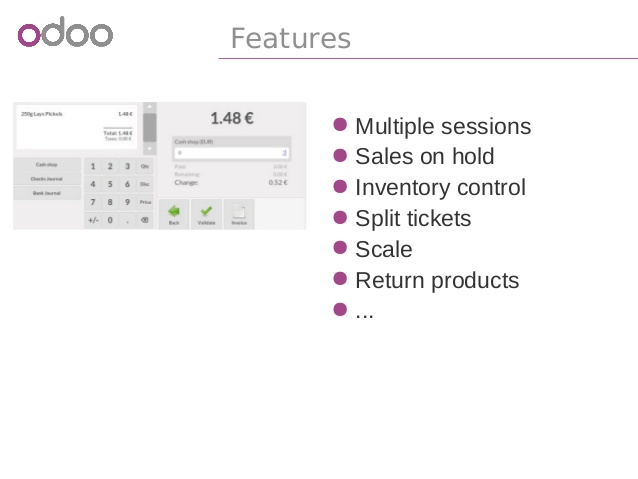 odoo
Features
250g Lays Pickels 1.48 €
Total: 1.48 €
Taxes: 0.00 €
Cash shop
Checks Journal
Bank Journal
1 2 3 Qty
4 5 6 Disc
7 8 9 Price
+/- 0 .
1.48 €
Cash shop (EUR)
= 2
Paid: 2.00 €
Remaining: 0.00 €
Change: 0.52 €
Back Validate Invoice
Multiple sessions
Sales on hold
Inventory control
Split tickets
Scale
Return products
...